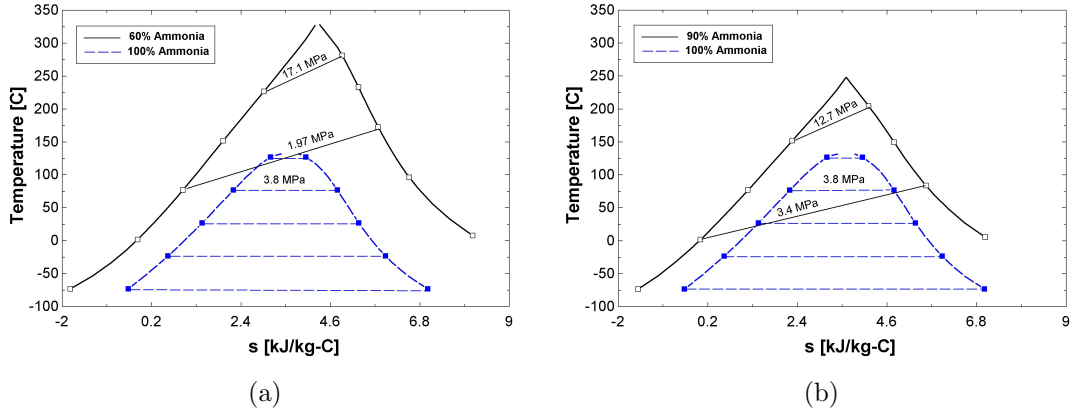 350
300
250
200
150
100
50
0
-50
-100
Temperature [C]
60% Ammonia
100% Ammonia
17.1 MPa
1.97 MPa
3.8 MPa
-2 0.2 2.4 4.6 6.8 9
s [kJ/kg-C]
(a)
350
300
250
200
150
100
50
0
-50
-100
Temperature [C]
90% Ammonia
100% Ammonia
12.7 MPa
3.8 MPa
3.4 MPa
-2 0.2 2.4 4.6 6.8 9
s [kJ/kg-C]
(b)